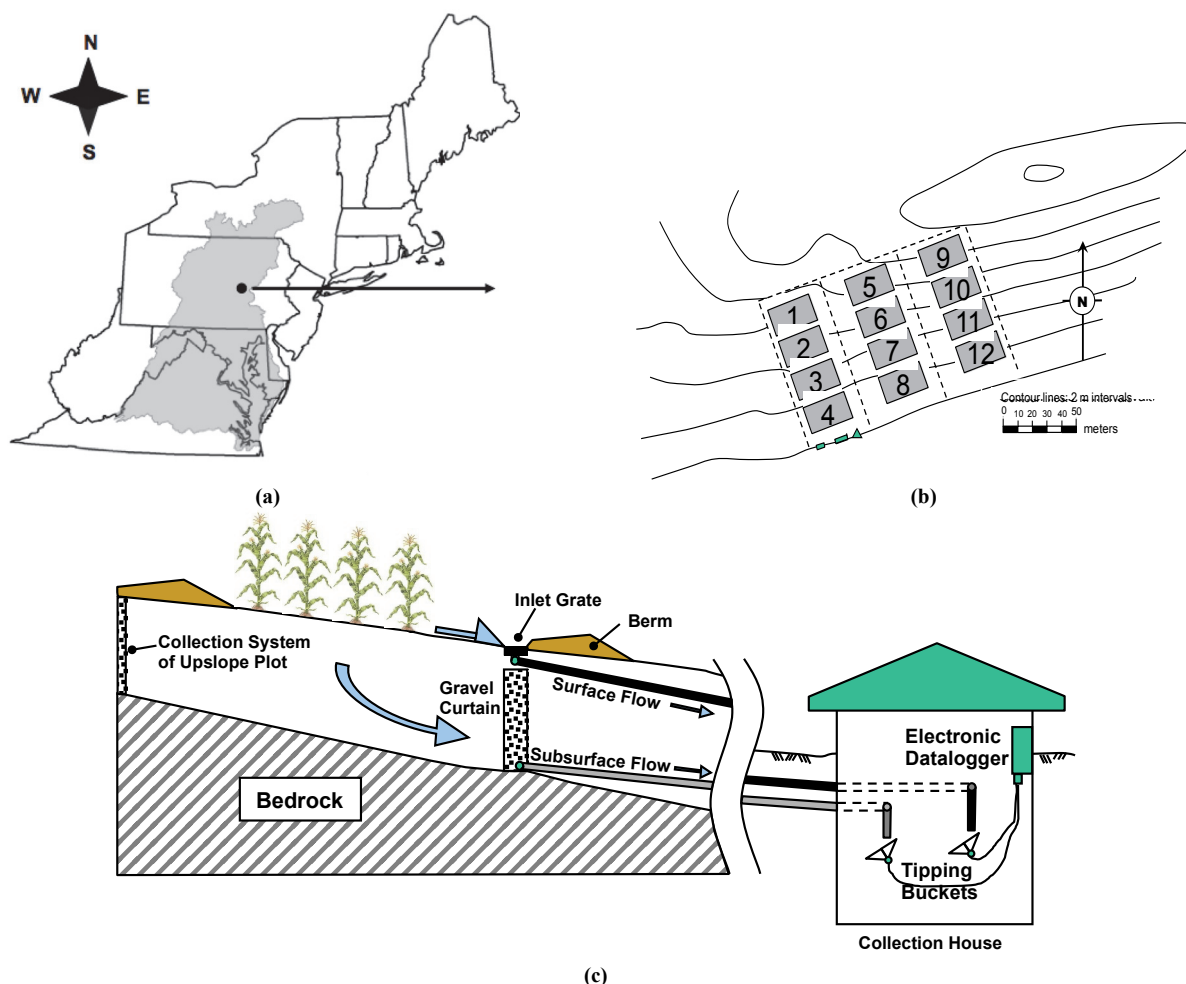 N
W E
S
(a)
9
5
10
1
6
11
2
7
12
3
8
4
N
Contour lines: 2 m intervals
0 10 20 30 40 50
meters
(b)
Inlet Grate
Berm
Collection System
of Upslope Plot
Gravel
Curtain
Surface Flow
Subsurface Flow
Bedrock
Electronic
Datalogger
Tipping
Buckets
Collection House
(c)